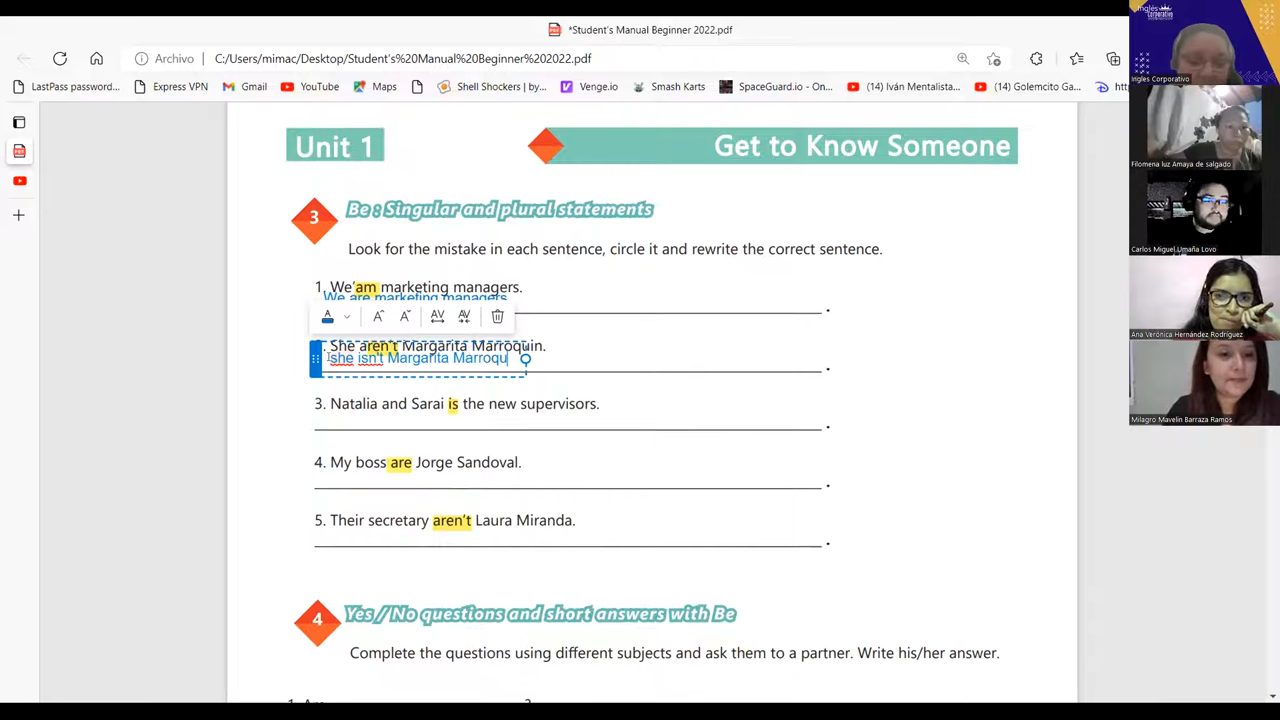 *Student's Manual Beginner 2022.pdf
Archivo C:/Users/mimac/Desktop/Student's%20Manual%20Beginner%202022.pdf
LastPass password... Express VPN Gmail YouTube Maps Shell Shockers | by... Venge.io Smash Karts SpaceGuard.io - On... (14) Iván Mentalista... (14) Golemcito Ga...
Inglés Corporativo
Inglés Corporativo
Filomena luz Amaya de salgado
Carlos Miguel Umaña Lovo
Ana Verónica Hernández Ruano
Milagro Mavelin Barraza Ramos
Unit 1
Get to Know Someone
3 Be : Singular and plural statements
Look for the mistake in each sentence, circle it and rewrite the correct sentence.
1. We'am marketing managers.
We are marketing managers
.
She aren't Margarita Marroquin.
she isn't Margarita Marroqu
.
3. Natalia and Sarai is the new supervisors.
.
4. My boss are Jorge Sandoval.
.
5. Their secretary aren't Laura Miranda.
.
4 Yes / No questions and short answers with Be
Complete the questions using different subjects and ask them to a partner. Write his/her answer.